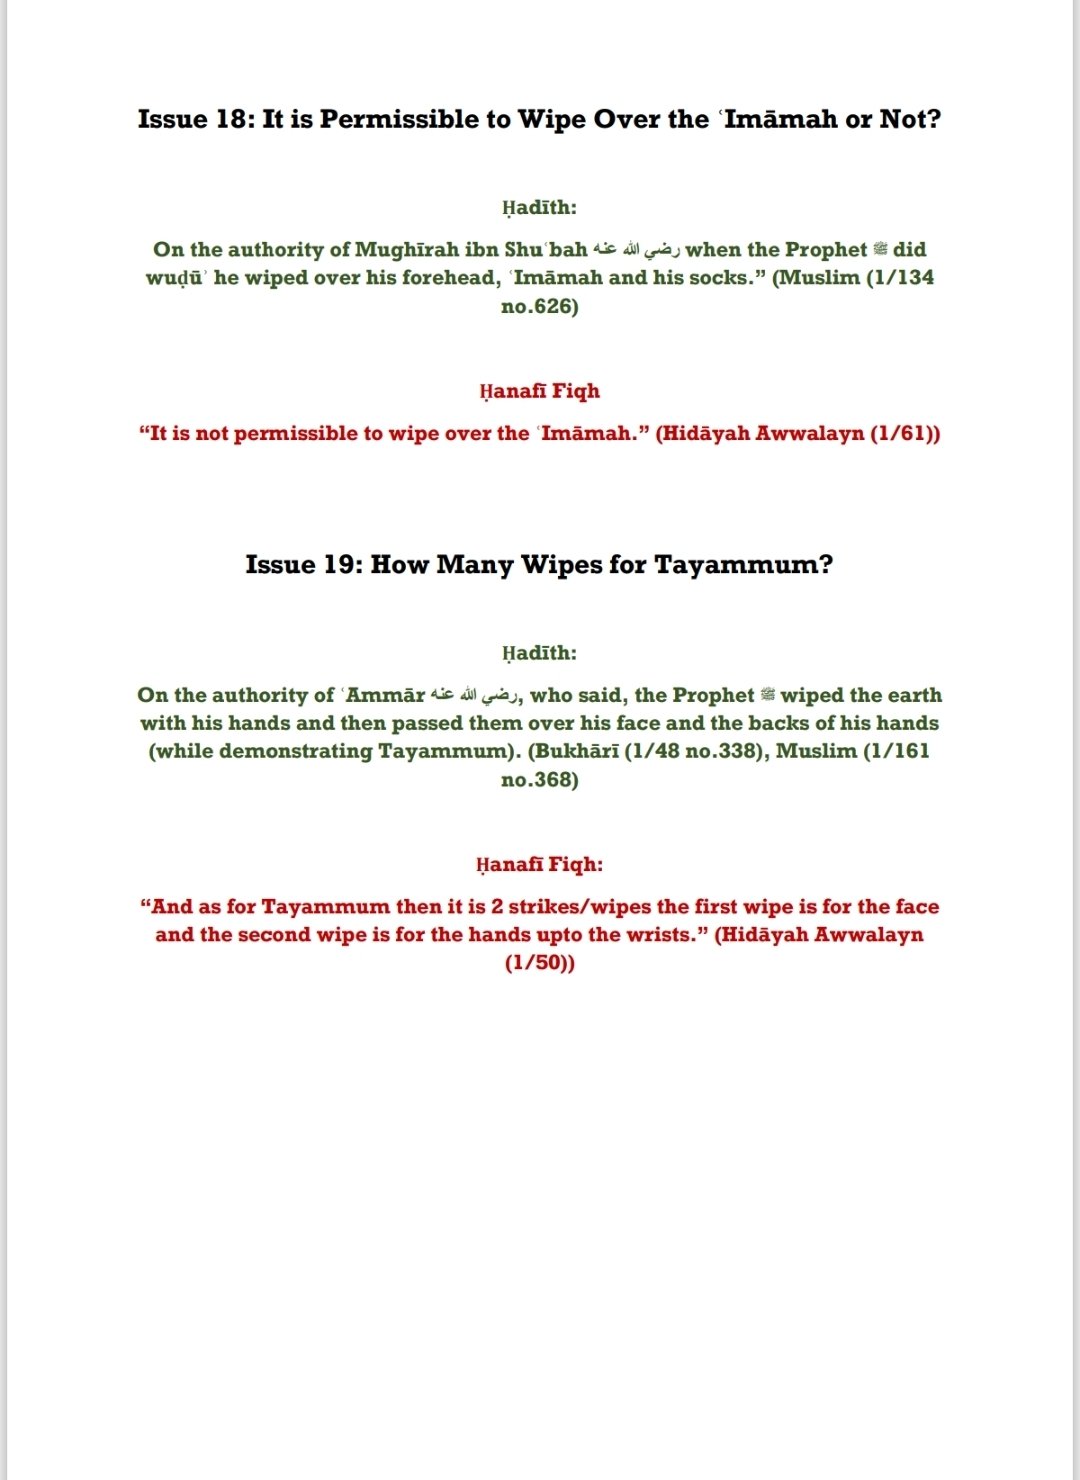 Issue 18: It is Permissible to Wipe Over the ʿImāmah or Not?
Ḥadīth:
On the authority of Mughīrah ibn Shuʿbah رضي الله عنه when the Prophet ﷺ did
wuḍūʾ he wiped over his forehead, ʿImāmah and his socks.” (Muslim (1/134
no.626)
Ḥanafī Fiqh
“It is not permissible to wipe over the ʿImāmah.” (Hidāyah Awwalayn (1/61))
Issue 19: How Many Wipes for Tayammum?
Ḥadīth:
On the authority of ʿAmmār رضي الله عنه, who said, the Prophet ﷺ wiped the earth
with his hands and then passed them over his face and the backs of his hands
(while demonstrating Tayammum). (Bukhārī (1/48 no.338), Muslim (1/161
no.368)
Ḥanafī Fiqh:
“And as for Tayammum then it is 2 strikes/wipes the first wipe is for the face
and the second wipe is for the hands upto the wrists.” (Hidāyah Awwalayn
(1/50))